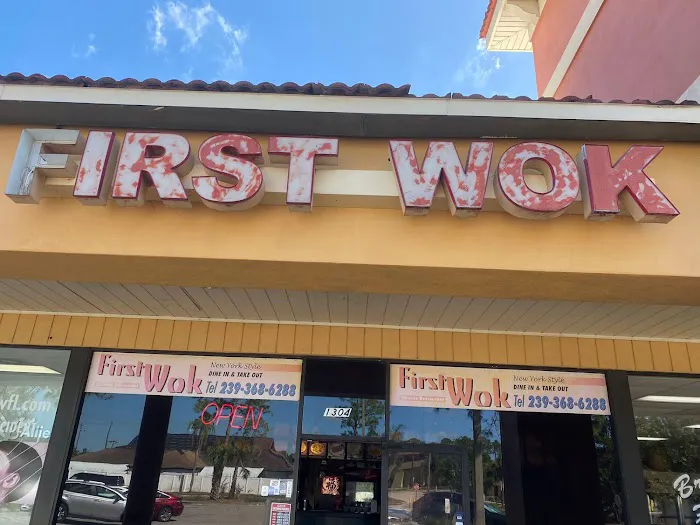 FIRST WOK
First Wok
New York Style
DINE IN & TAKE OUT
Tel 239-368-6288
First Wok
New York Style
DINE IN & TAKE OUT
Tel 239-368-6288
OPEN
1304